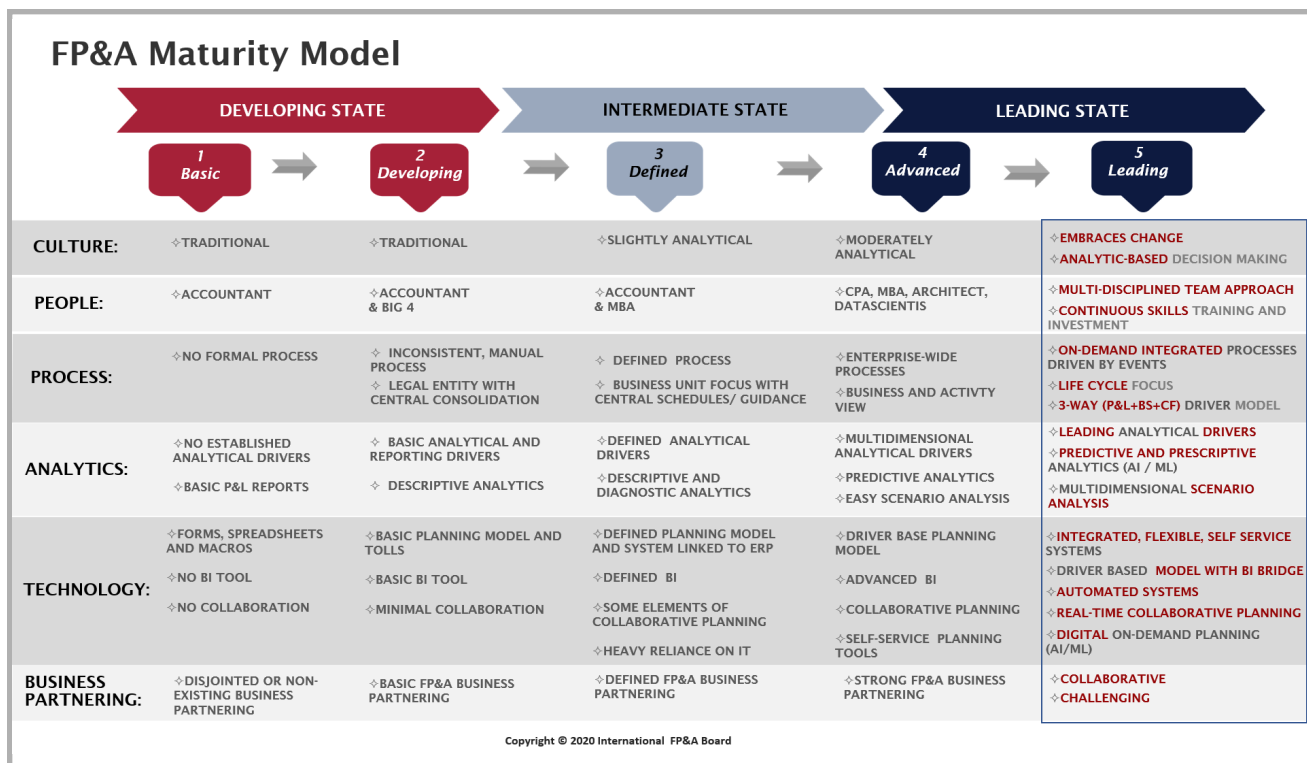 FP&A Maturity Model
DEVELOPING STATE
INTERMEDIATE STATE
LEADING STATE
1
Basic
2
Developing
3
Defined
4
Advanced
5
Leading
CULTURE:
✧TRADITIONAL
✧TRADITIONAL
✧SLIGHTLY ANALYTICAL
✧MODERATELY
ANALYTICAL
✧EMBRACES CHANGE
✧ANALYTIC-BASED DECISION MAKING
PEOPLE:
✧ACCOUNTANT
✧ACCOUNTANT
& BIG 4
✧ACCOUNTANT
& MBA
✧CPA, MBA, ARCHITECT,
DATASCIENTIS
✧MULTI-DISCIPLINED TEAM APPROACH
✧CONTINUOUS SKILLS TRAINING AND
INVESTMENT
PROCESS:
✧NO FORMAL PROCESS
✧ INCONSISTENT, MANUAL
PROCESS
✧ LEGAL ENTITY WITH
CENTRAL CONSOLIDATION
✧ DEFINED PROCESS
✧ BUSINESS UNIT FOCUS WITH
CENTRAL SCHEDULES/ GUIDANCE
✧ENTERPRISE-WIDE
PROCESSES
✧BUSINESS AND ACTIVTY
VIEW
✧ON-DEMAND INTEGRATED PROCESSES
DRIVEN BY EVENTS
✧LIFE CYCLE FOCUS
✧3-WAY (P&L+BS+CF) DRIVER MODEL
ANALYTICS:
✧NO ESTABLISHED
ANALYTICAL DRIVERS
✧BASIC P&L REPORTS
✧ BASIC ANALYTICAL AND
REPORTING DRIVERS
✧ DESCRIPTIVE ANALYTICS
✧DEFINED ANALYTICAL
DRIVERS
✧DESCRIPTIVE AND
DIAGNOSTIC ANALYTICS
✧MULTIDIMENSIONAL
ANALYTICAL DRIVERS
✧PREDICTIVE ANALYTICS
✧EASY SCENARIO ANALYSIS
✧LEADING ANALYTICAL DRIVERS
✧PREDICTIVE AND PRESCRIPTIVE
ANALYTICS (AI / ML)
✧MULTIDIMENSIONAL SCENARIO
ANALYSIS
TECHNOLOGY:
✧FORMS, SPREADSHEETS
AND MACROS
✧NO BI TOOL
✧NO COLLABORATION
✧BASIC PLANNING MODEL AND
TOLLS
✧BASIC BI TOOL
✧MINIMAL COLLABORATION
✧DEFINED PLANNING MODEL
AND SYSTEM LINKED TO ERP
✧DEFINED BI
✧SOME ELEMENTS OF
COLLABORATIVE PLANNING
✧HEAVY RELIANCE ON IT
✧DRIVER BASE PLANNING
MODEL
✧ADVANCED BI
✧COLLABORATIVE PLANNING
✧SELF-SERVICE PLANNING
TOOLS
✧INTEGRATED, FLEXIBLE, SELF SERVICE
SYSTEMS
✧DRIVER BASED MODEL WITH BI BRIDGE
✧AUTOMATED SYSTEMS
✧REAL-TIME COLLABORATIVE PLANNING
✧DIGITAL ON-DEMAND PLANNING
(AI/ML)
BUSINESS
PARTNERING:
✧DISJOINTED OR NON-
EXISTING BUSINESS
PARTNERING
✧BASIC FP&A BUSINESS
PARTNERING
✧DEFINED FP&A BUSINESS
PARTNERING
✧STRONG FP&A BUSINESS
PARTNERING
✧COLLABORATIVE
✧CHALLENGING
Copyright © 2020 International FP&A Board